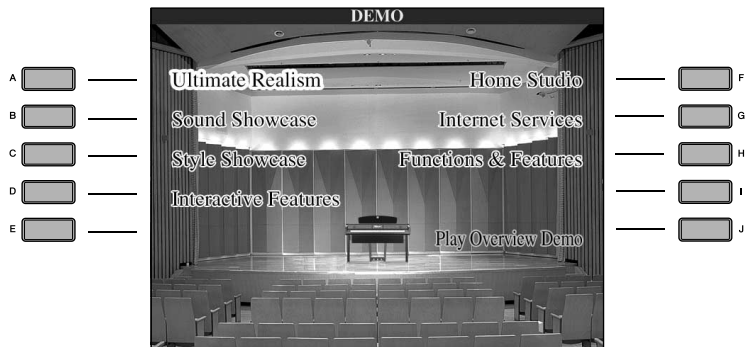 DEMO
A
Ultimate Realism
Home Studio
F
B
Sound Showcase
Internet Services
G
C
Style Showcase
Functions & Features
H
D
Interactive Features
I
E
Play Overview Demo
J